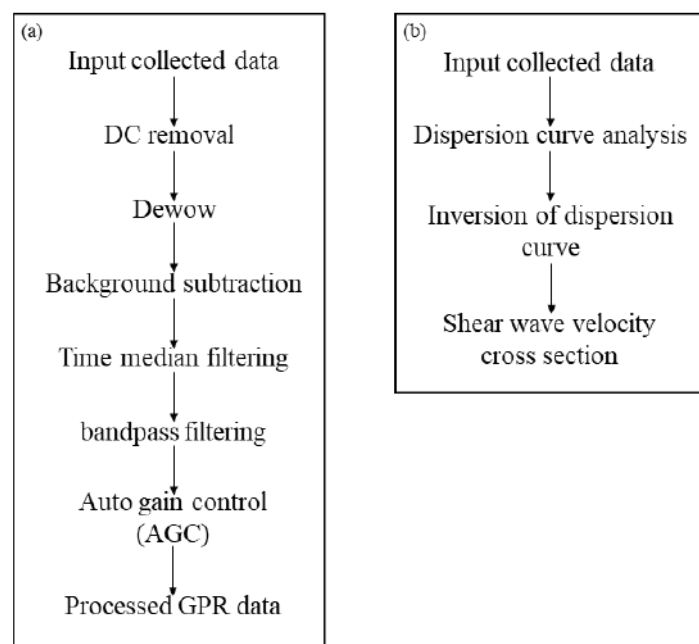 (a)
Input collected data
DC removal
Dewow
Background subtraction
Time median filtering
bandpass filtering
Auto gain control
(AGC)
Processed GPR data
(b)
Input collected data
Dispersion curve analysis
Inversion of dispersion
curve
Shear wave velocity
cross section